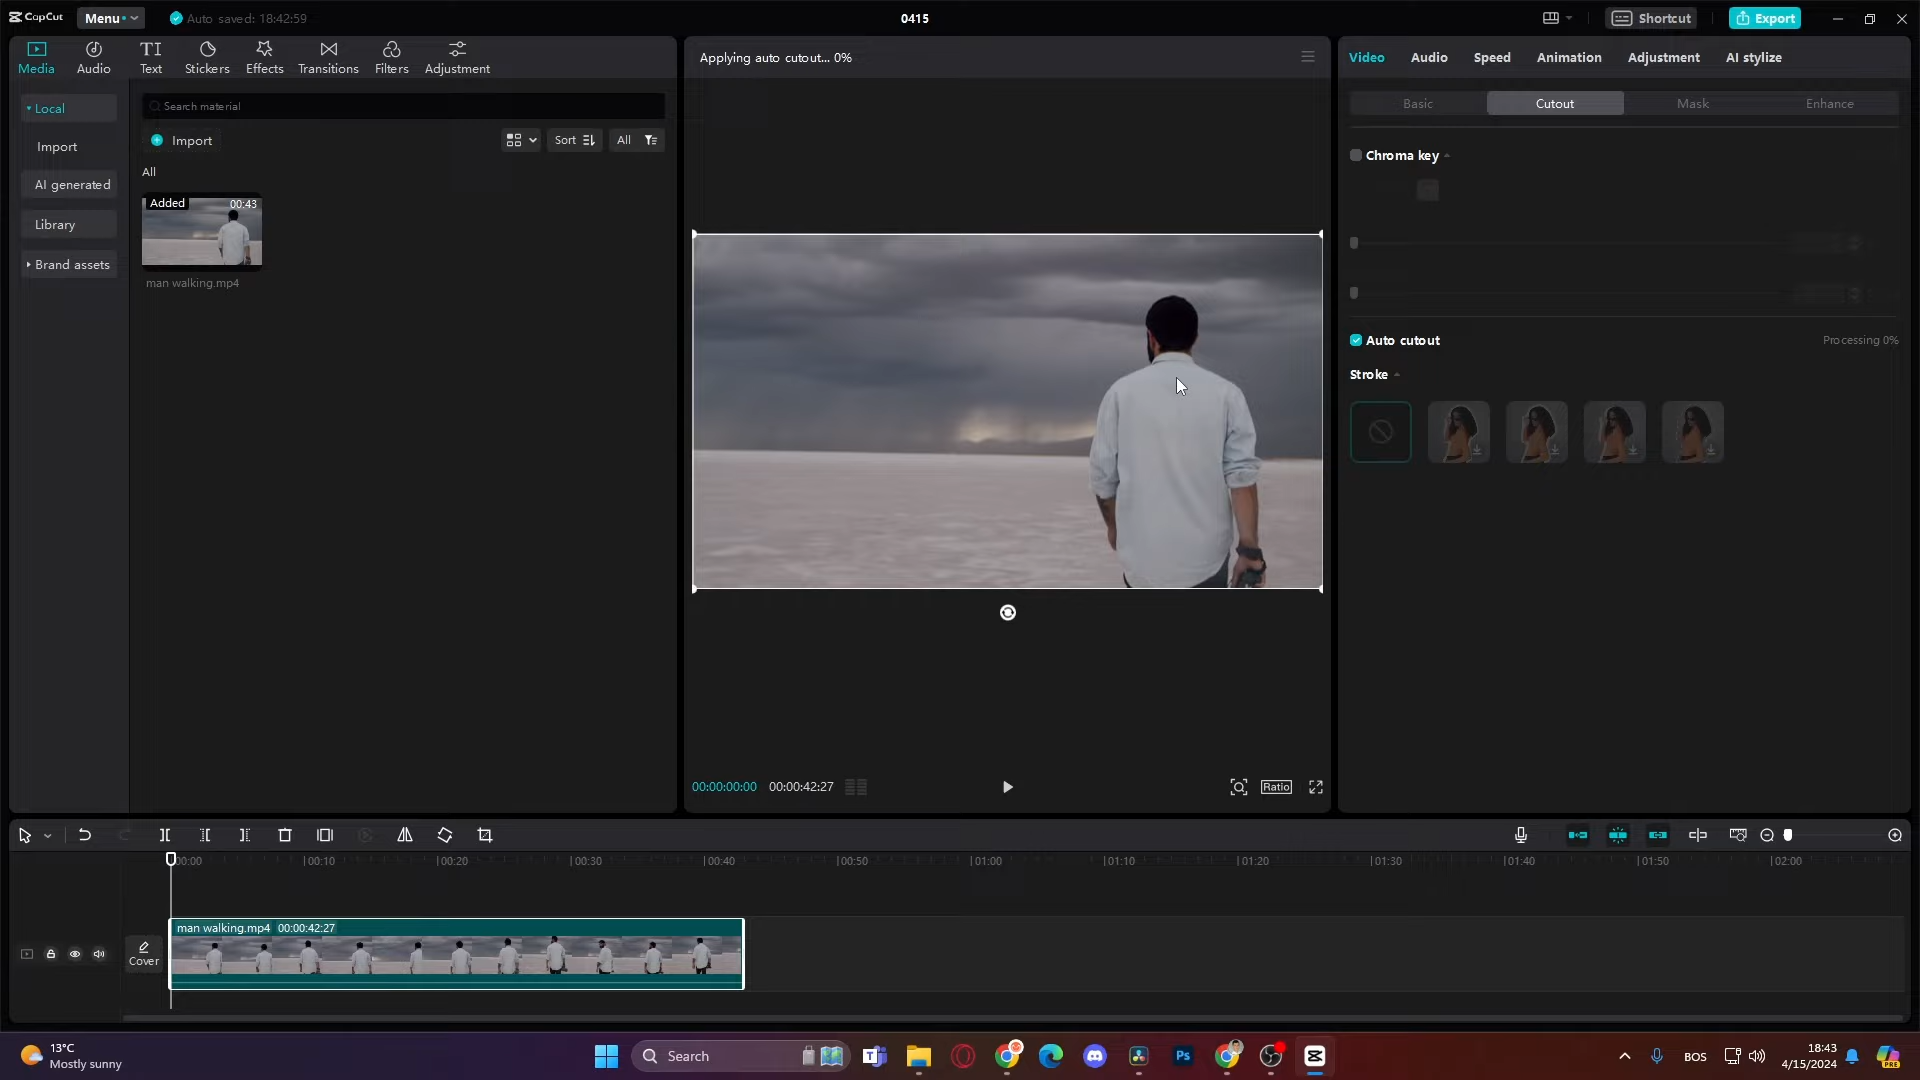 CapCut
Menu
Auto saved: 18:42:59
0415
Shortcut
Export
Media
Audio
Text
Stickers
Effects
Transitions
Filters
Adjustment
Local
Import
AI generated
Library
Brand assets
Search material
Import
Sort
All
All
Added
00:43
man walking.mp4
Applying auto cutout... 0%
00:00:00:00
00:00:42:27
Ratio
Video
Audio
Speed
Animation
Adjustment
AI stylize
Basic
Cutout
Mask
Enhance
Chroma key
Auto cutout
Processing 0%
Stroke
00:00
00:10
00:20
00:30
00:40
00:50
01:00
01:10
01:20
01:30
01:40
01:50
02:00
man walking.mp4 00:00:42:27
Cover
13°C
Mostly sunny
Search
Ps
BOS
18:43
4/15/2024
PRE